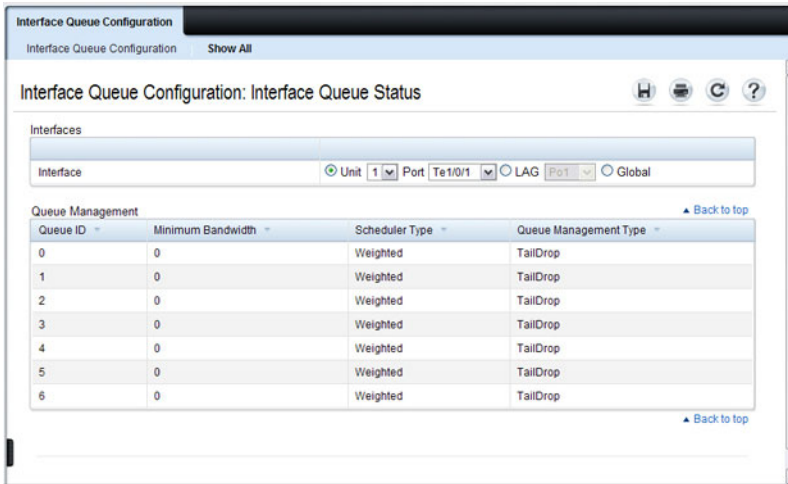 Interface Queue Configuration
Interface Queue Configuration Show All
Interface Queue Configuration: Interface Queue Status
Interfaces
Interface Unit 1 Port Te1/0/1 LAG Po1 Global
Back to top
Queue Management
Queue ID Minimum Bandwidth Scheduler Type Queue Management Type
0 0 Weighted TailDrop
1 0 Weighted TailDrop
2 0 Weighted TailDrop
3 0 Weighted TailDrop
4 0 Weighted TailDrop
5 0 Weighted TailDrop
6 0 Weighted TailDrop
Back to top